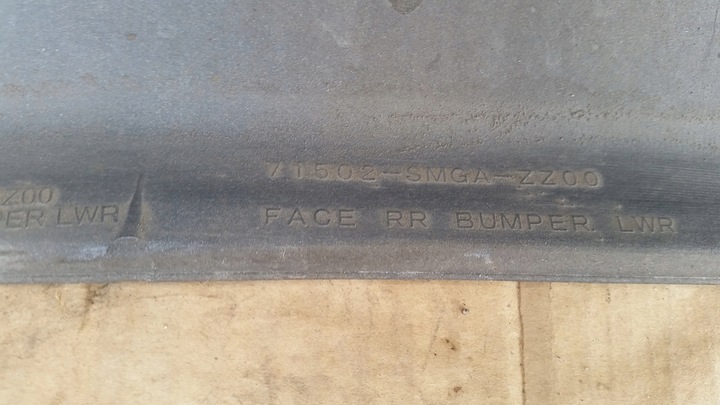 71502-SMGA-ZZ00
FACE RR BUMPER. LWR
ZZ00
PER. LWR